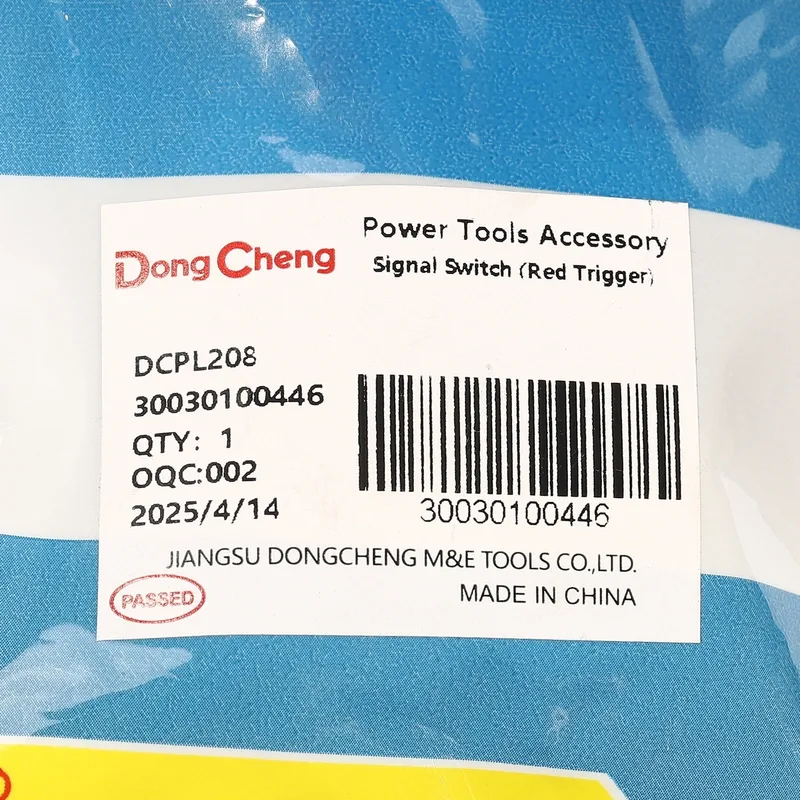 Dong Cheng
Power Tools Accessory
Signal Switch (Red Trigger)
DCPL208
30030100446
QTY: 1
OQC:002
2025/4/14
30030100446
JIANGSU DONGCHENG M&E TOOLS CO.,LTD.
PASSED
MADE IN CHINA